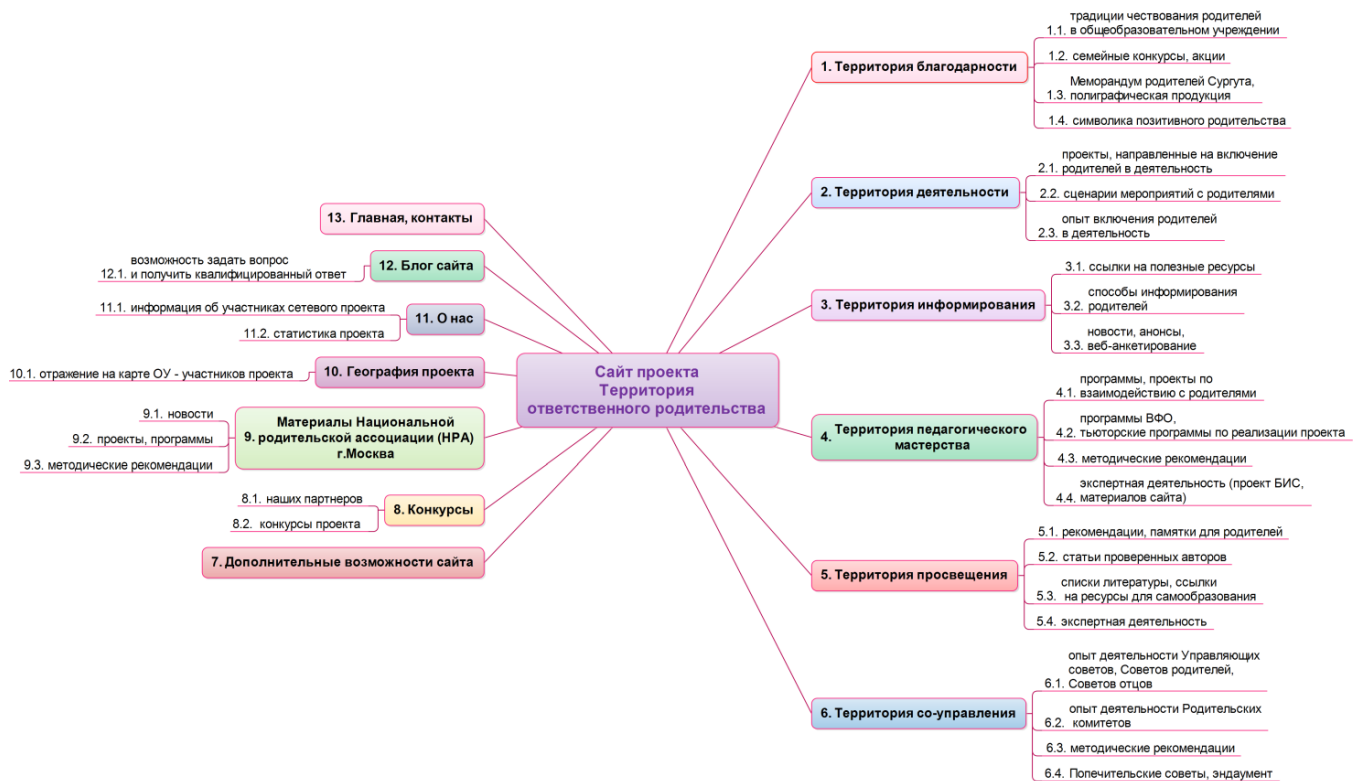 Сайт проекта
Территория
ответственного родительства
1. Территория благодарности
традиции чествования родителей
1.1. в общеобразовательном учреждении
1.2. семейные конкурсы, акции
Меморандум родителей Сургута,
1.3. полиграфическая продукция
1.4. символика позитивного родительства
2. Территория деятельности
проекты, направленные на включение
2.1. родителей в деятельность
2.2. сценарии мероприятий с родителями
опыт включения родителей
2.3. в деятельность
3. Территория информирования
3.1. ссылки на полезные ресурсы
способы информирования
3.2. родителей
новости, анонсы,
3.3. веб-анкетирование
Территория педагогического
4. мастерства
программы, проекты по
4.1. взаимодействию с родителями
программы ВФО,
4.2. тьюторские программы по реализации проекта
4.3. методические рекомендации
экспертная деятельность (проект БИС,
4.4. материалов сайта)
5. Территория просвещения
5.1. рекомендации, памятки для родителей
5.2. статьи проверенных авторов
списки литературы, ссылки
5.3. на ресурсы для самообразования
5.4. экспертная деятельность
6. Территория со-управления
опыт деятельности Управляющих
советов, Советов родителей,
6.1. Советов отцов
опыт деятельности Родительских
6.2. комитетов
6.3. методические рекомендации
6.4. Попечительские советы, эндаумент
7. Дополнительные возможности сайта
8. Конкурсы
8.1. наших партнеров
8.2. конкурсы проекта
Материалы Национальной
9. родительской ассоциации (НРА)
г.Москва
9.1. новости
9.2. проекты, программы
9.3. методические рекомендации
10. География проекта
10.1. отражение на карте ОУ - участников проекта
11. О нас
11.1. информация об участниках сетевого проекта
11.2. статистика проекта
12. Блог сайта
возможность задать вопрос
12.1. и получить квалифицированный ответ
13. Главная, контакты